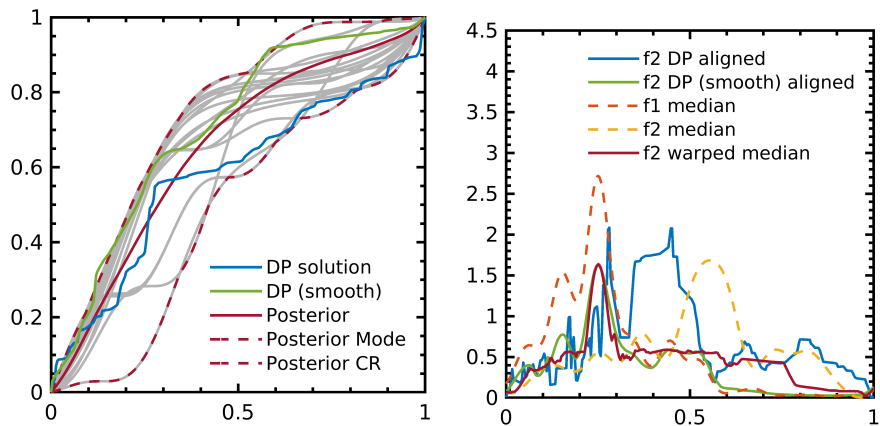 1
0.8
0.6
0.4
0.2
0
0
0.5
1
DP solution
DP (smooth)
Posterior
Posterior Mode
Posterior CR
4.5
4
3.5
3
2.5
2
1.5
1
0.5
0
0
0.5
1
f2 DP aligned
f2 DP (smooth) aligned
f1 median
f2 median
f2 warped median